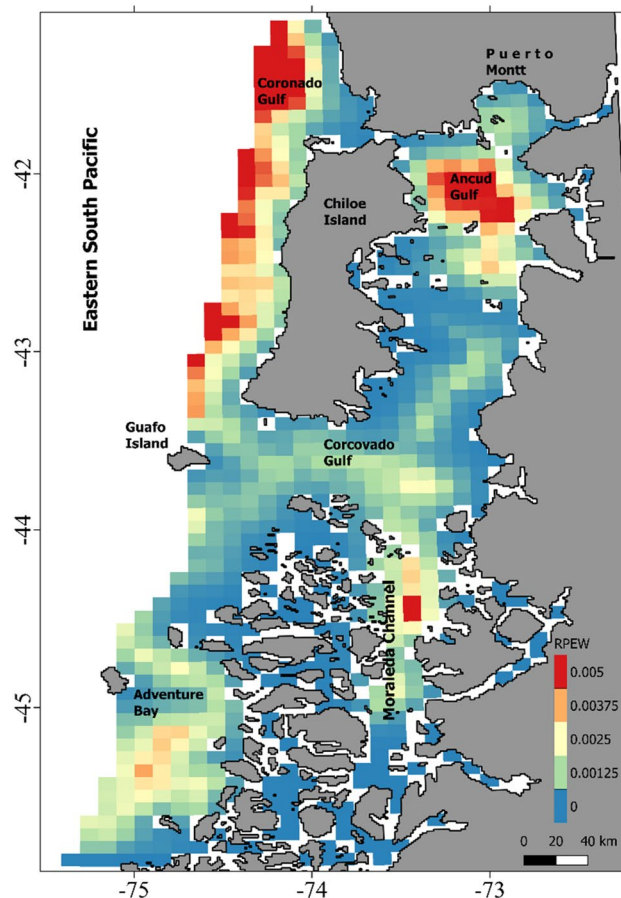 P u e r t o
Montt
Coronado
Gulf
-42
Ancud
Gulf
Eastern South Pacific
Chiloe
Island
-43
Guafo
Island
Corcovado
Gulf
-44
Moraleda Channel
RPEW
0.005
Adventure
Bay
-45
0.00375
0.0025
0.00125
0
0 20 40 km
-75 -74 -73